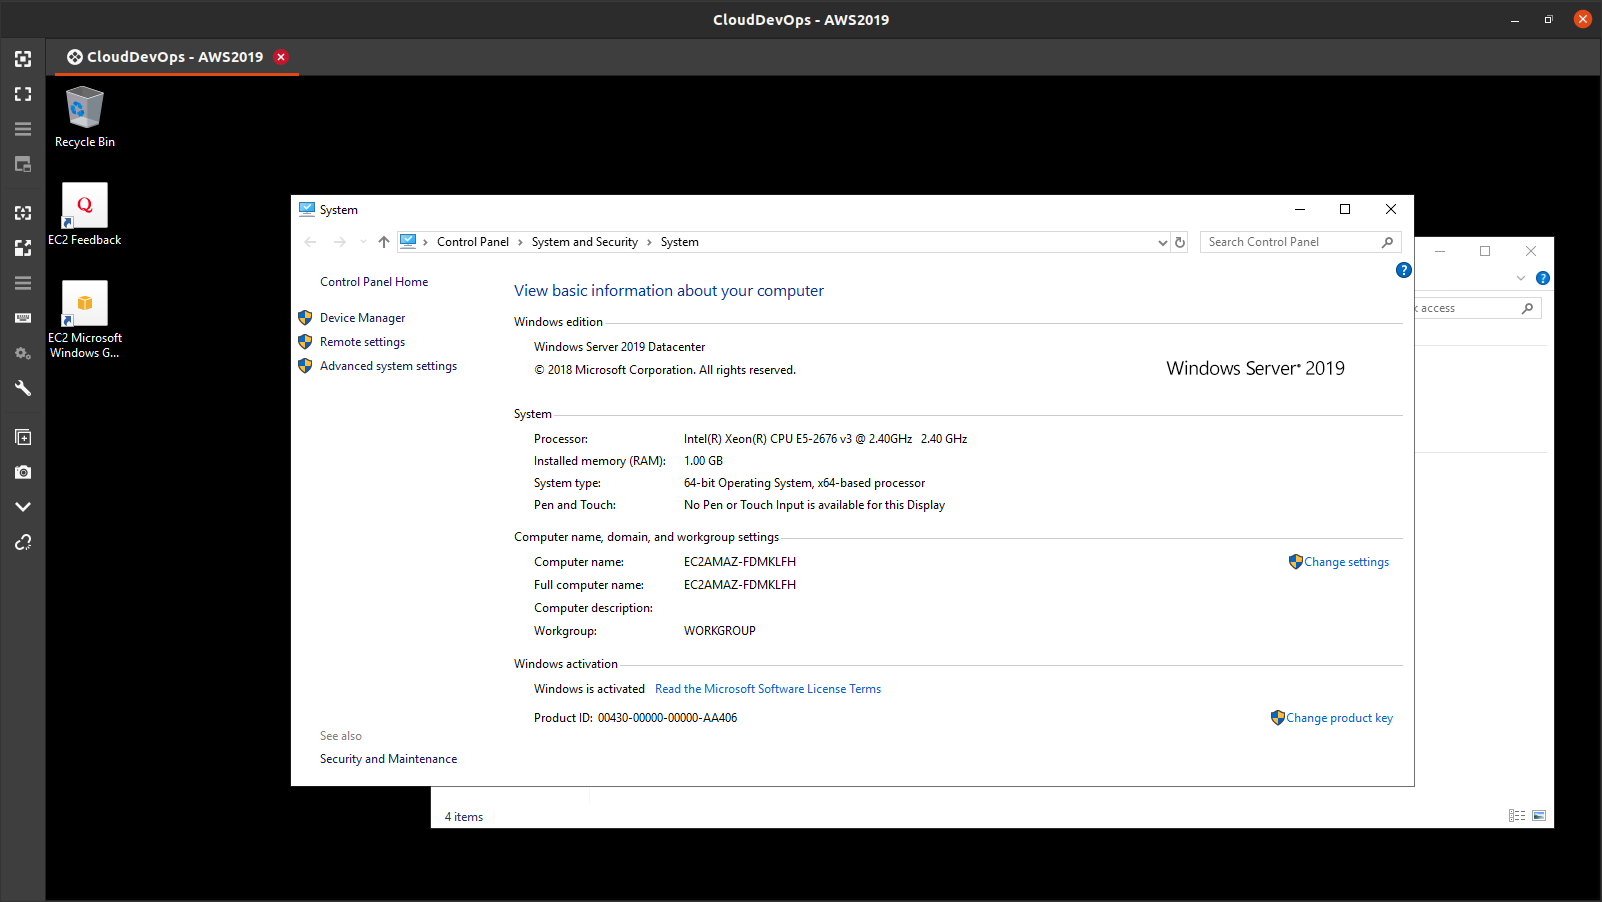 CloudDevOps - AWS2019
CloudDevOps - AWS2019
Recycle Bin
Q
EC2 Feedback
EC2 Microsoft
Windows G...
System
Control Panel > System and Security > System
Search Control Panel
Control Panel Home
Device Manager
Remote settings
Advanced system settings
View basic information about your computer
Windows edition
Windows Server 2019 Datacenter
© 2018 Microsoft Corporation. All rights reserved.
Windows Server® 2019
System
Processor: Intel(R) Xeon(R) CPU E5-2676 v3 @ 2.40GHz 2.40 GHz
Installed memory (RAM): 1.00 GB
System type: 64-bit Operating System, x64-based processor
Pen and Touch: No Pen or Touch Input is available for this Display
Computer name, domain, and workgroup settings
Computer name: EC2AMAZ-FDMKLFH
Change settings
Full computer name: EC2AMAZ-FDMKLFH
Computer description:
Workgroup: WORKGROUP
Windows activation
Windows is activated Read the Microsoft Software License Terms
Product ID: 00430-00000-00000-AA406
Change product key
See also
Security and Maintenance
access
4 items